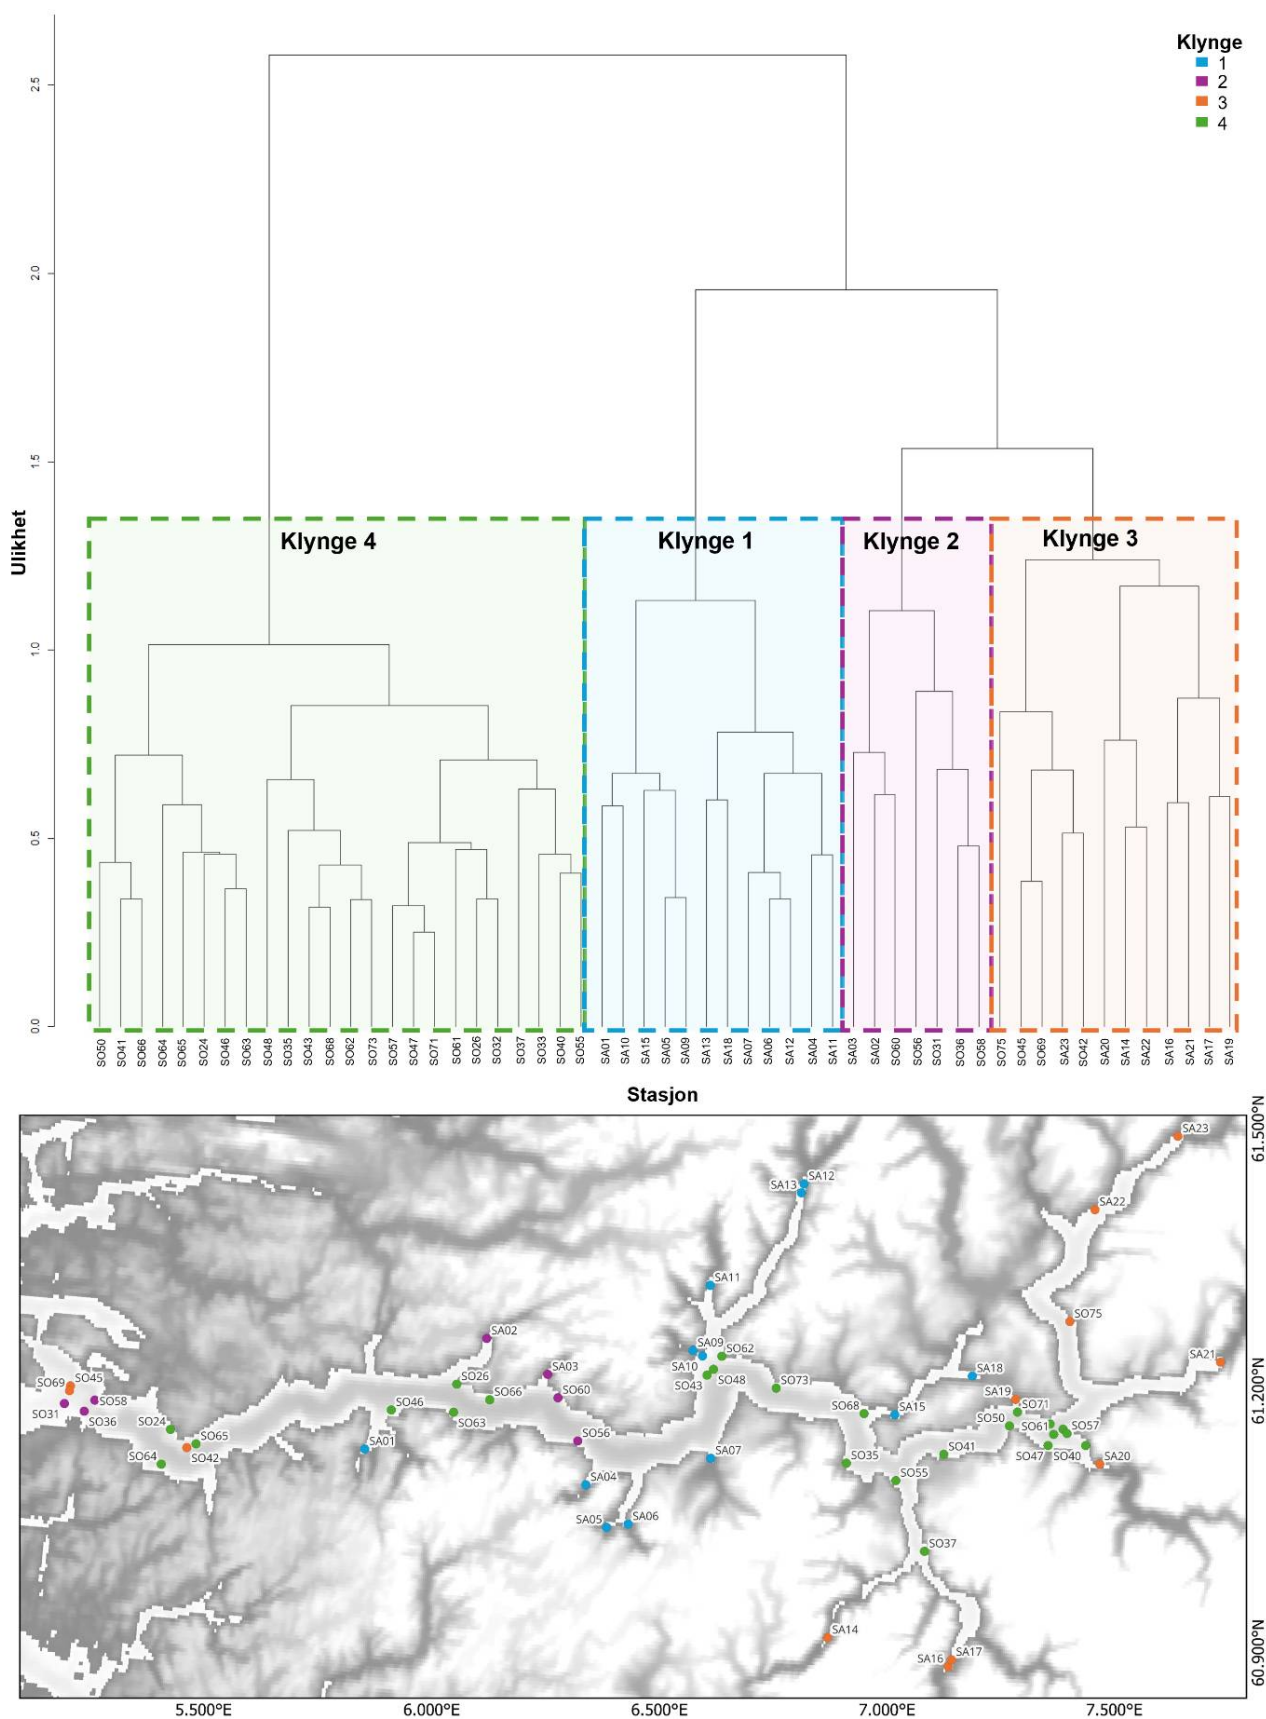 Klynge
1
2
3
4
2.5
2.0
1.5
1.0
0.5
0.0
Ulikhet
Klynge 4
Klynge 1
Klynge 2
Klynge 3
SO50
SO41
SO66
SO64
SO65
SO24
SO46
SO63
SO48
SO35
SO43
SO68
SO62
SO73
SO57
SO47
SO71
SO61
SO26
SO32
SO37
SO33
SO40
SO55
SA01
SA10
SA15
SA05
SA09
SA13
SA18
SA07
SA06
SA12
SA04
SA11
SA03
SA02
SO60
SO56
SO31
SO36
SO58
SO75
SO45
SO69
SA23
SO42
SA20
SA14
SA22
SA16
SA21
SA17
SA19
Stasjon
61.500°N
61.200°N
60.900°N
SA23
SA12
SA13
SA22
SA11
SO75
SA02
SA09
SO62
SA21
SA03
SA10
SA18
SO69
SO45
SO26
SO43
SO48
SO73
SO66
SO60
SA19
SO58
SO31
SO36
SO46
SO68
SA15
SO71
SO24
SO63
SO50
SO61
SO57
SO65
SO56
SA01
SO64
SO42
SA07
SO35
SO41
SO47
SO40
SA20
SA04
SO55
SA05
SA06
SO37
SA14
SA17
SA16
5.500°E
6.000°E
6.500°E
7.000°E
7.500°E